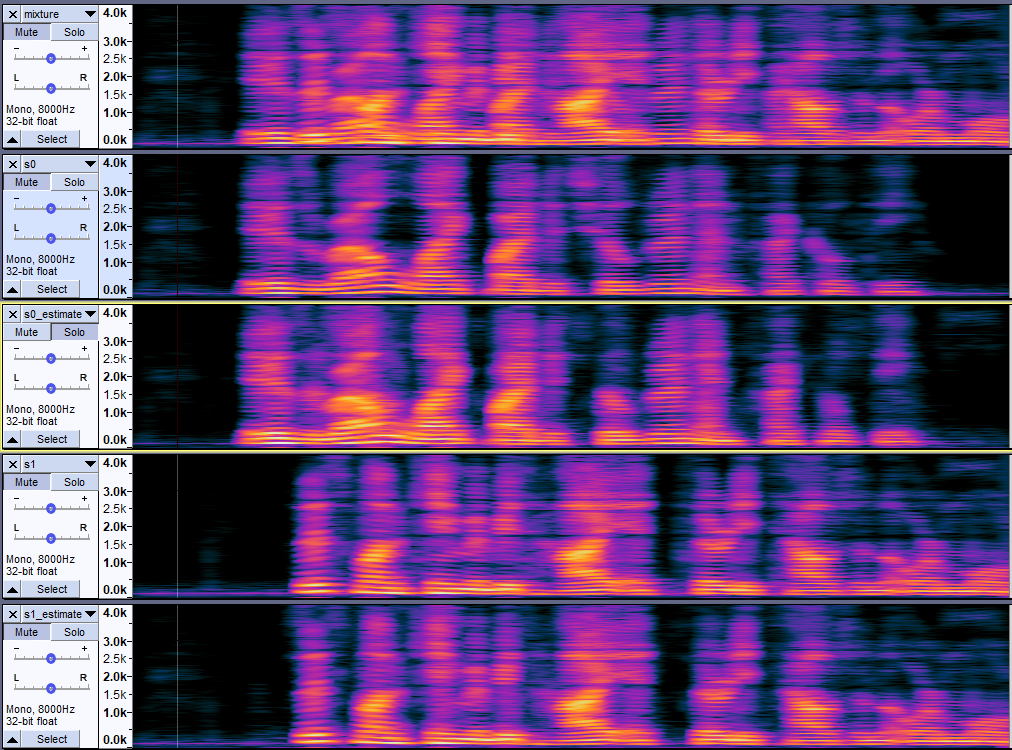 mixture
Mute Solo
- +
L R
Mono, 8000Hz
32-bit float
Select
4.0k
3.0k
2.0k
1.0k
0.0k
s0
Mute Solo
- +
L R
Mono, 8000Hz
32-bit float
Select
4.0k
3.0k
2.5k
2.0k
1.5k
1.0k
0.0k
s0_estimate
Mute Solo
- +
L R
Mono, 8000Hz
32-bit float
Select
4.0k
3.0k
2.5k
2.0k
1.5k
1.0k
0.0k
s1
Mute Solo
- +
L R
Mono, 8000Hz
32-bit float
Select
4.0k
3.0k
2.5k
2.0k
1.5k
1.0k
0.0k
s1_estimate
Mute Solo
- +
L R
Mono, 8000Hz
32-bit float
Select
4.0k
3.0k
2.5k
2.0k
1.5k
1.0k
0.0k